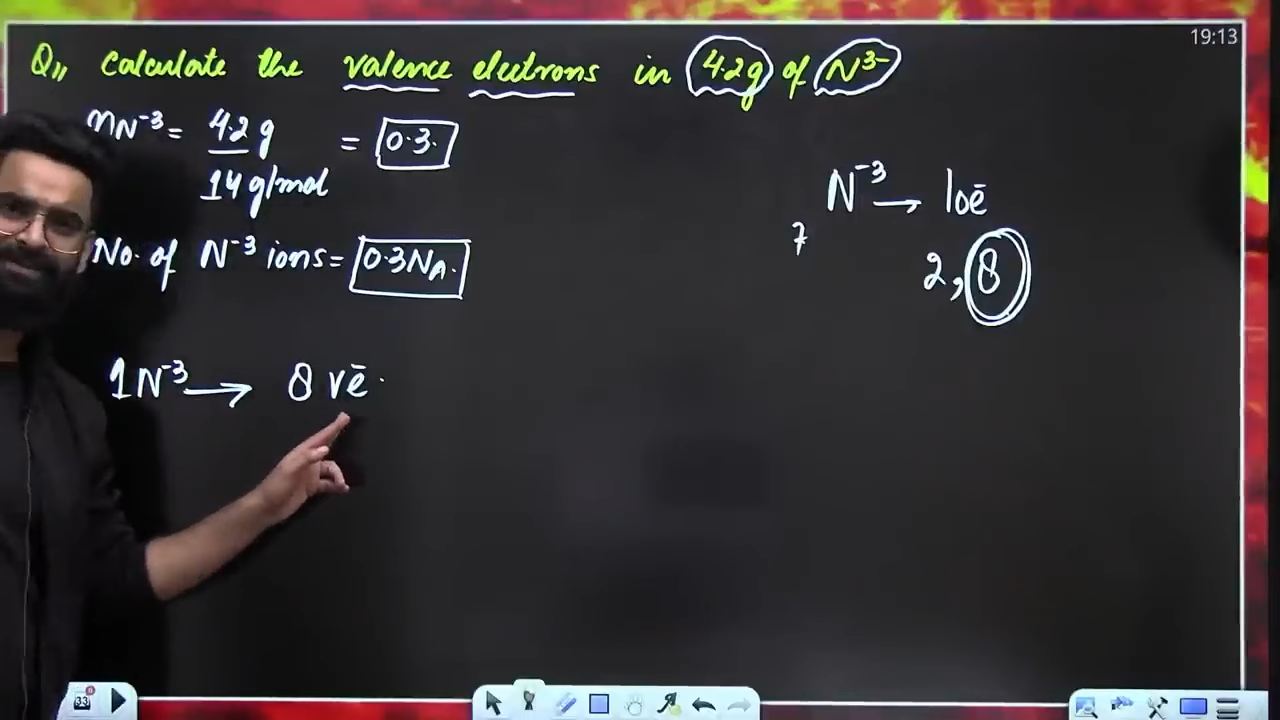 19:13
Q,, Calculate the valence electrons in 4.2g of N³⁻
nN⁻³ = 4.2 g / 14 g/mol = 0.3.
N⁻³ → 10ē
7
2, 8
No. of N⁻³ ions = 0.3NA.
1N⁻³ → 8 vē.
33